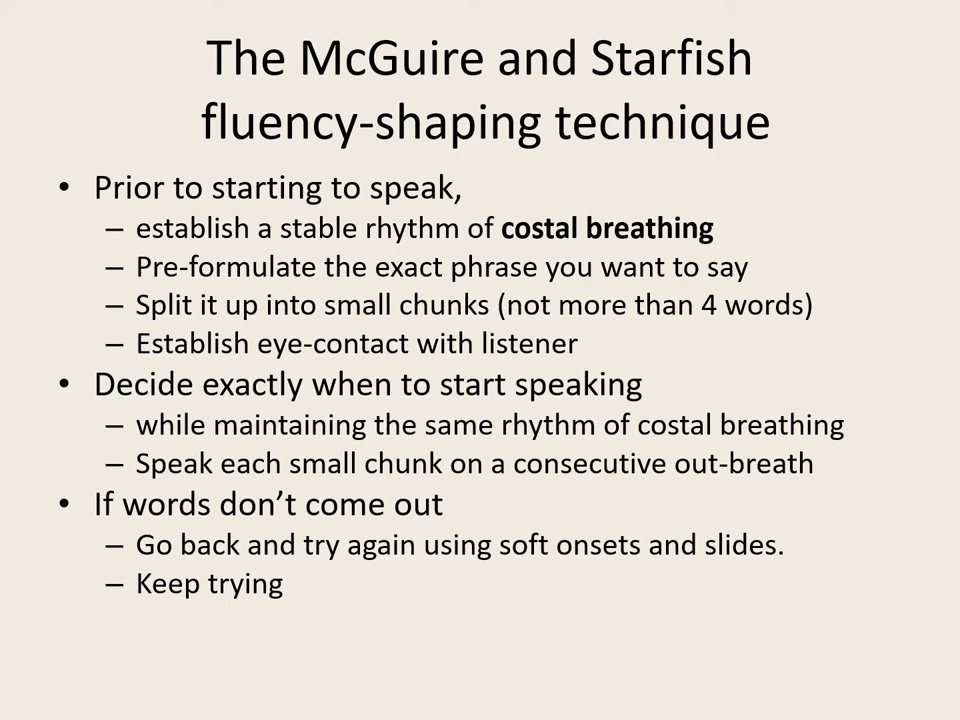 The McGuire and Starfish
fluency-shaping technique
• Prior to starting to speak,
– establish a stable rhythm of costal breathing
– Pre-formulate the exact phrase you want to say
– Split it up into small chunks (not more than 4 words)
– Establish eye-contact with listener
• Decide exactly when to start speaking
– while maintaining the same rhythm of costal breathing
– Speak each small chunk on a consecutive out-breath
• If words don’t come out
– Go back and try again using soft onsets and slides.
– Keep trying